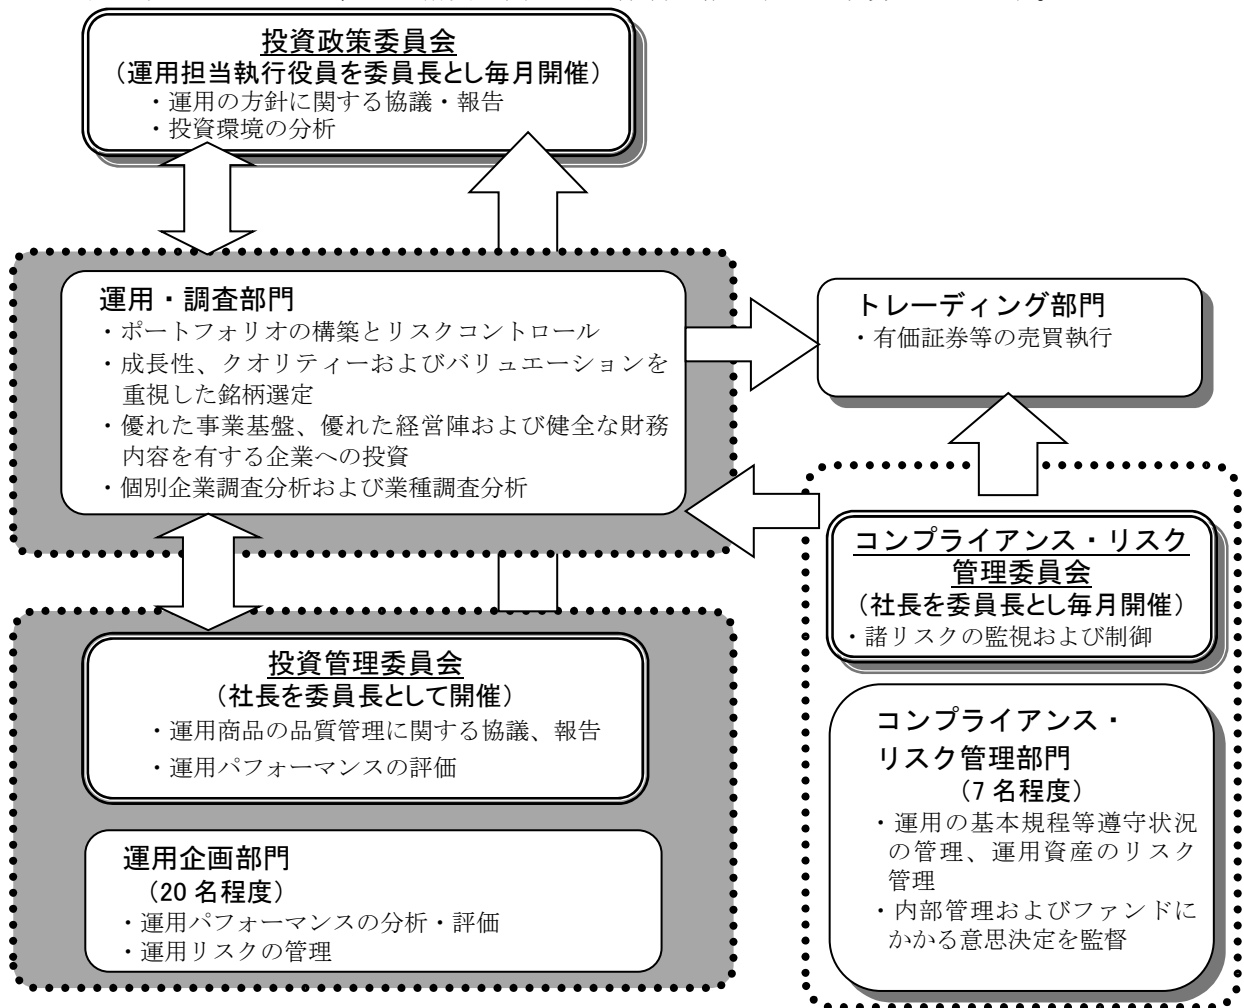 投資政策委員会
（運用担当執行役員を委員長とし毎月開催）
・運用の方針に関する協議・報告
・投資環境の分析
運用・調査部門
・ポートフォリオの構築とリスクコントロール
・成長性、クオリティーおよびバリュエーションを
重視した銘柄選定
・優れた事業基盤、優れた経営陣および健全な財務
内容を有する企業への投資
・個別企業調査分析および業種調査分析
トレーディング部門
・有価証券等の売買執行
コンプライアンス・リスク
管理委員会
（社長を委員長とし毎月開催）
・諸リスクの監視および制御
投資管理委員会
（社長を委員長として開催）
・運用商品の品質管理に関する協議、報告
・運用パフォーマンスの評価
コンプライアンス・
リスク管理部門
（7 名程度）
・運用の基本規程等遵守状況
の管理、運用資産のリスク
管理
・内部管理およびファンドに
かかる意思決定を監督
運用企画部門
（20 名程度）
・運用パフォーマンスの分析・評価
・運用リスクの管理